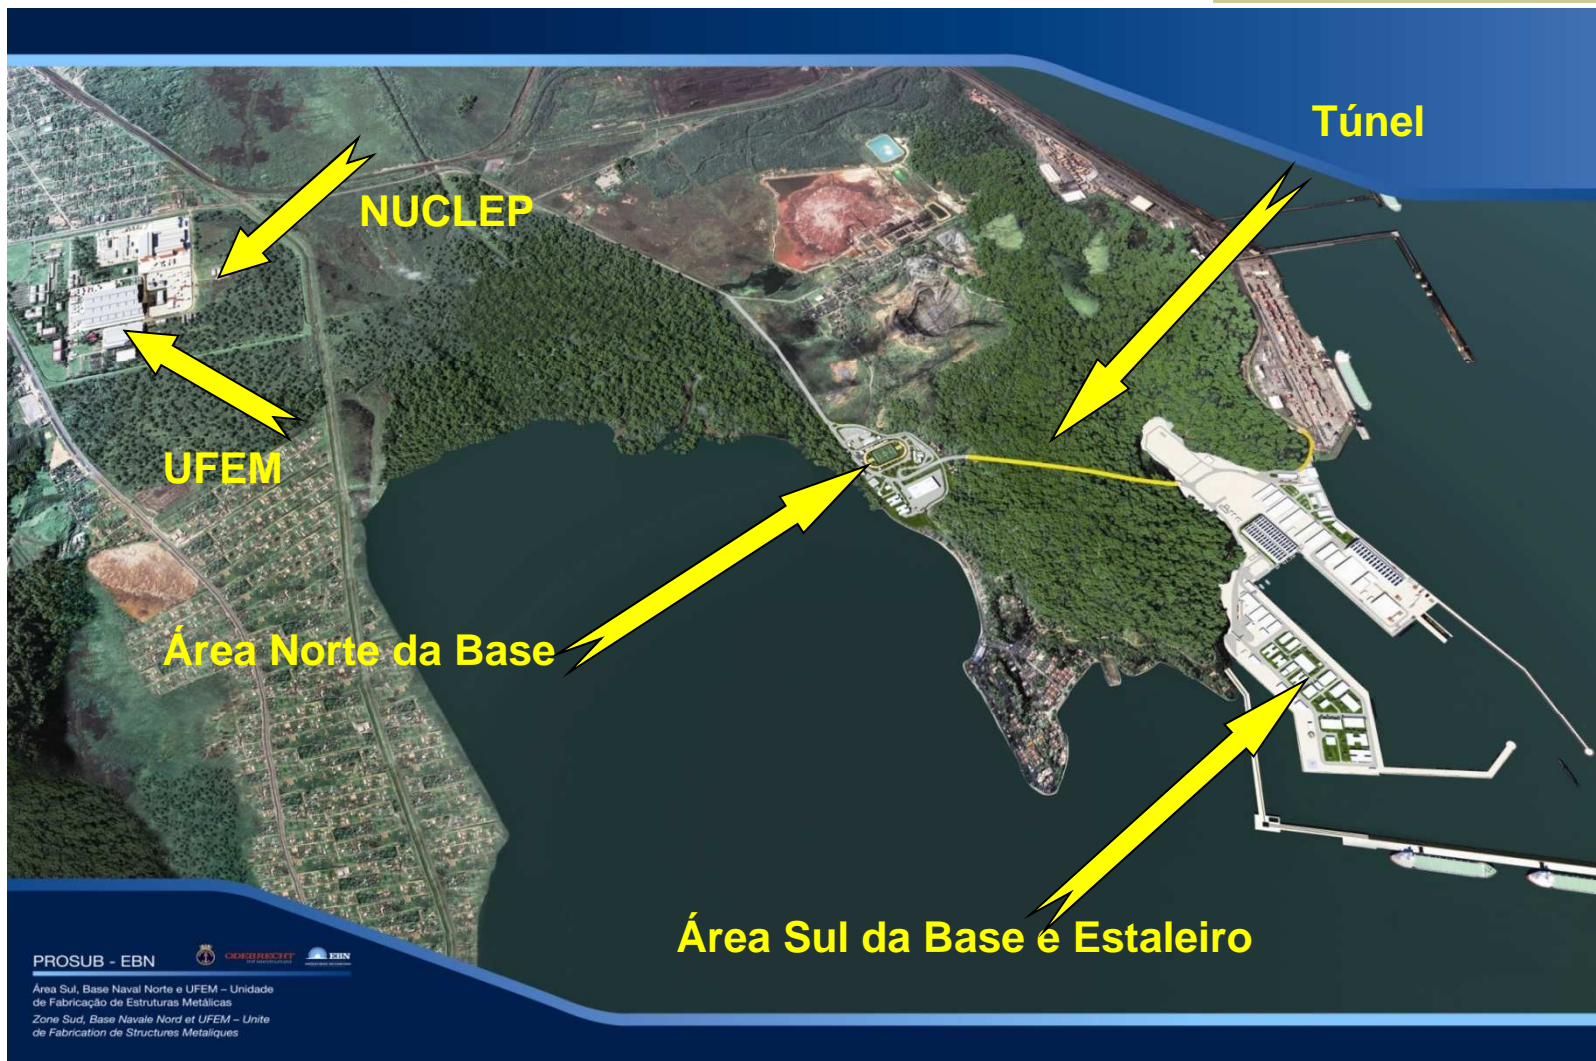 Túnel
NUCLEP
UFEM
Área Norte da Base
Área Sul da Base e Estaleiro
PROSUB - EBN
ODEBRECHT
EBN
Área Sul, Base Naval Norte e UFEM – Unidade
de Fabricação de Estruturas Metálicas
Zone Sud, Base Navale Nord et UFEM – Unite
de Fabrication de Structures Metaliques